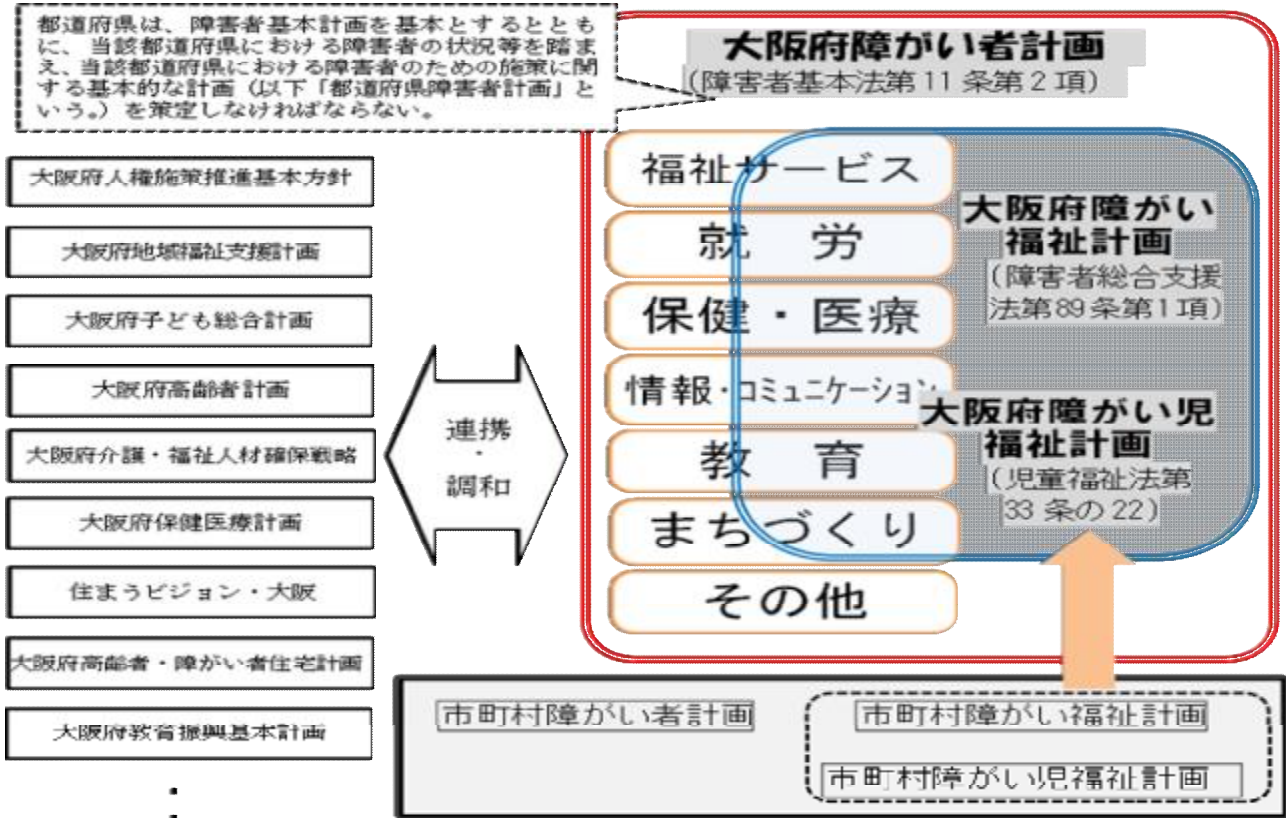 都道府県は、障害者基本計画を基本とするととも
に、当該都道府県における障害者の状況等を踏ま
え、当該都道府県における障害者のための施策に関
する基本的な計画（以下「都道府県障害者計画」と
いう。）を策定しなければならない。
大阪府障がい者計画
（障害者基本法第11条第2項）
大阪府人権施策推進基本方針
大阪府地域福祉支援計画
大阪府子ども総合計画
大阪府高齢者計画
大阪府介護・福祉人材確保戦略
大阪府保健医療計画
住まうビジョン・大阪
大阪府高齢者・障がい者住宅計画
大阪府教育振興基本計画
・
・
連携
・
調和
福祉サービス
就　労
保健・医療
情報・コミュニケーション
教　育
まちづくり
その他
大阪府障がい
福祉計画
（障害者総合支援
法第89条第1項）
大阪府障がい児
福祉計画
（児童福祉法第
33条の22）
市町村障がい者計画
市町村障がい福祉計画
市町村障がい児福祉計画